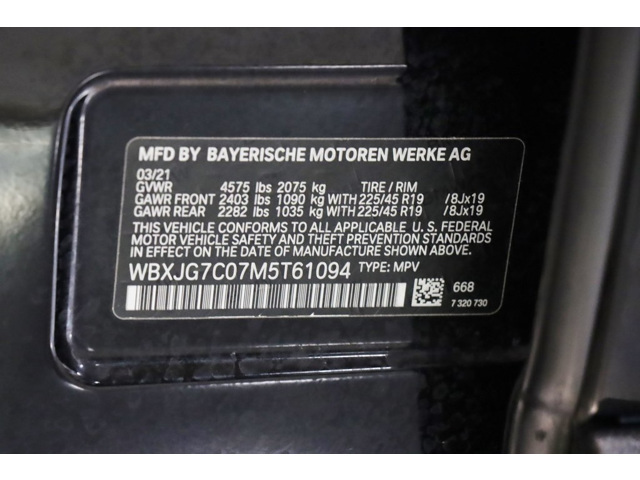 MFD BY BAYERISCHE MOTOREN WERKE AG
03/21
GVWR 4575 lbs 2075 kg TIRE / RIM
GAWR FRONT 2403 lbs 1090 kg WITH 225/45 R19 /8Jx19
GAWR REAR 2282 lbs 1035 kg WITH 225/45 R19 /8Jx19
THIS VEHICLE CONFORMS TO ALL APPLICABLE U. S. FEDERAL
MOTOR VEHICLE SAFETY, BUMPER, AND THEFT PREVENTION STANDARDS
IN EFFECT ON THE DATE OF MANUFACTURE SHOWN ABOVE.
WBXJG7C07M5T61094 TYPE: MPV
668
7 320 730